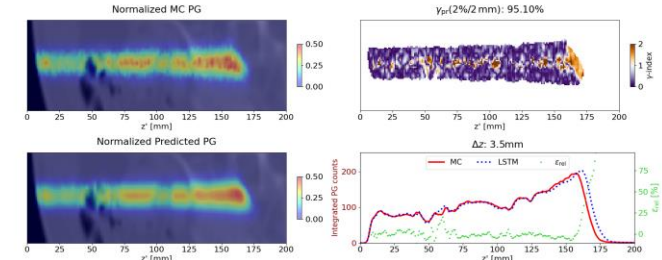 Normalized MC PG
0.50
0.25
0.00
0 25 50 75 100 125 150 175 200
z' [mm]
γpr(2%/2 mm): 95.10%
2
1
0
γ-index
0 25 50 75 100 125 150 175 200
z' [mm]
Normalized Predicted PG
0.50
0.25
0.00
0 25 50 75 100 125 150 175 200
z' [mm]
Δz: 3.5mm
MC LSTM εrel
Integrated PG counts
200
100
0
75
50
25
0
εrel [%]
0 25 50 75 100 125 150 175 200
z' [mm]